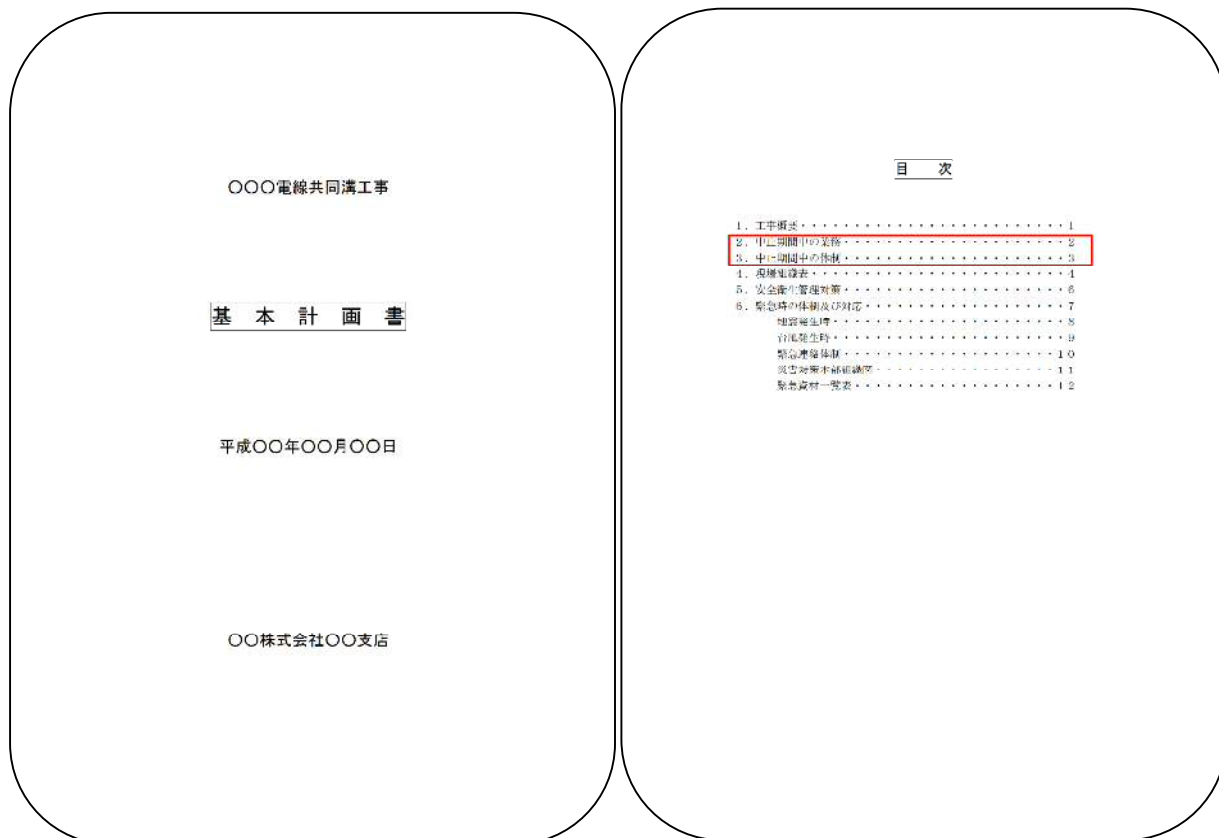 〇〇〇電線共同溝工事
基　本　計　画　書
平成〇〇年〇〇月〇〇日
〇〇株式会社〇〇支店
目　　次
1．工事概要・・・・・・・・・・・・・・・・・・・・・・・・・1
2．中止期間中の業務・・・・・・・・・・・・・・・・・・・・・2
3．中止期間中の体制・・・・・・・・・・・・・・・・・・・・・3
4．現場組織表・・・・・・・・・・・・・・・・・・・・・・・・4
5．安全衛生管理対策・・・・・・・・・・・・・・・・・・・・・6
6．緊急時の体制及び対応・・・・・・・・・・・・・・・・・・・7
地震発生時・・・・・・・・・・・・・・・・・・・・・・8
台風発生時・・・・・・・・・・・・・・・・・・・・・・9
緊急連絡体制・・・・・・・・・・・・・・・・・・・・10
災害対策本部組織図・・・・・・・・・・・・・・・・・11
緊急資材一覧表・・・・・・・・・・・・・・・・・・・12